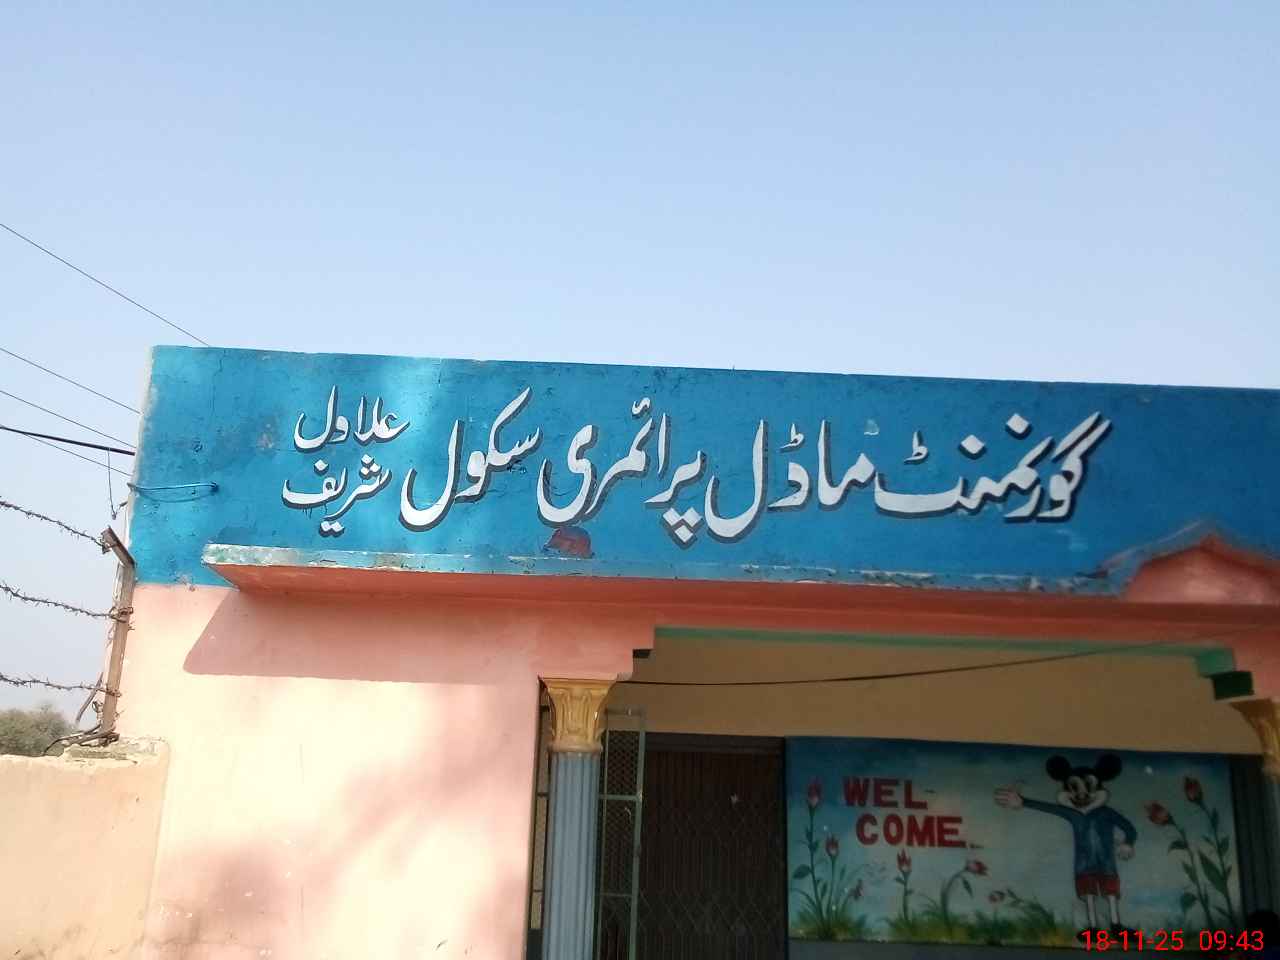 گورنمنٹ ماڈل پرائمری سکول علاول
شریف
WEL-
COME..
18-11-25 09:43